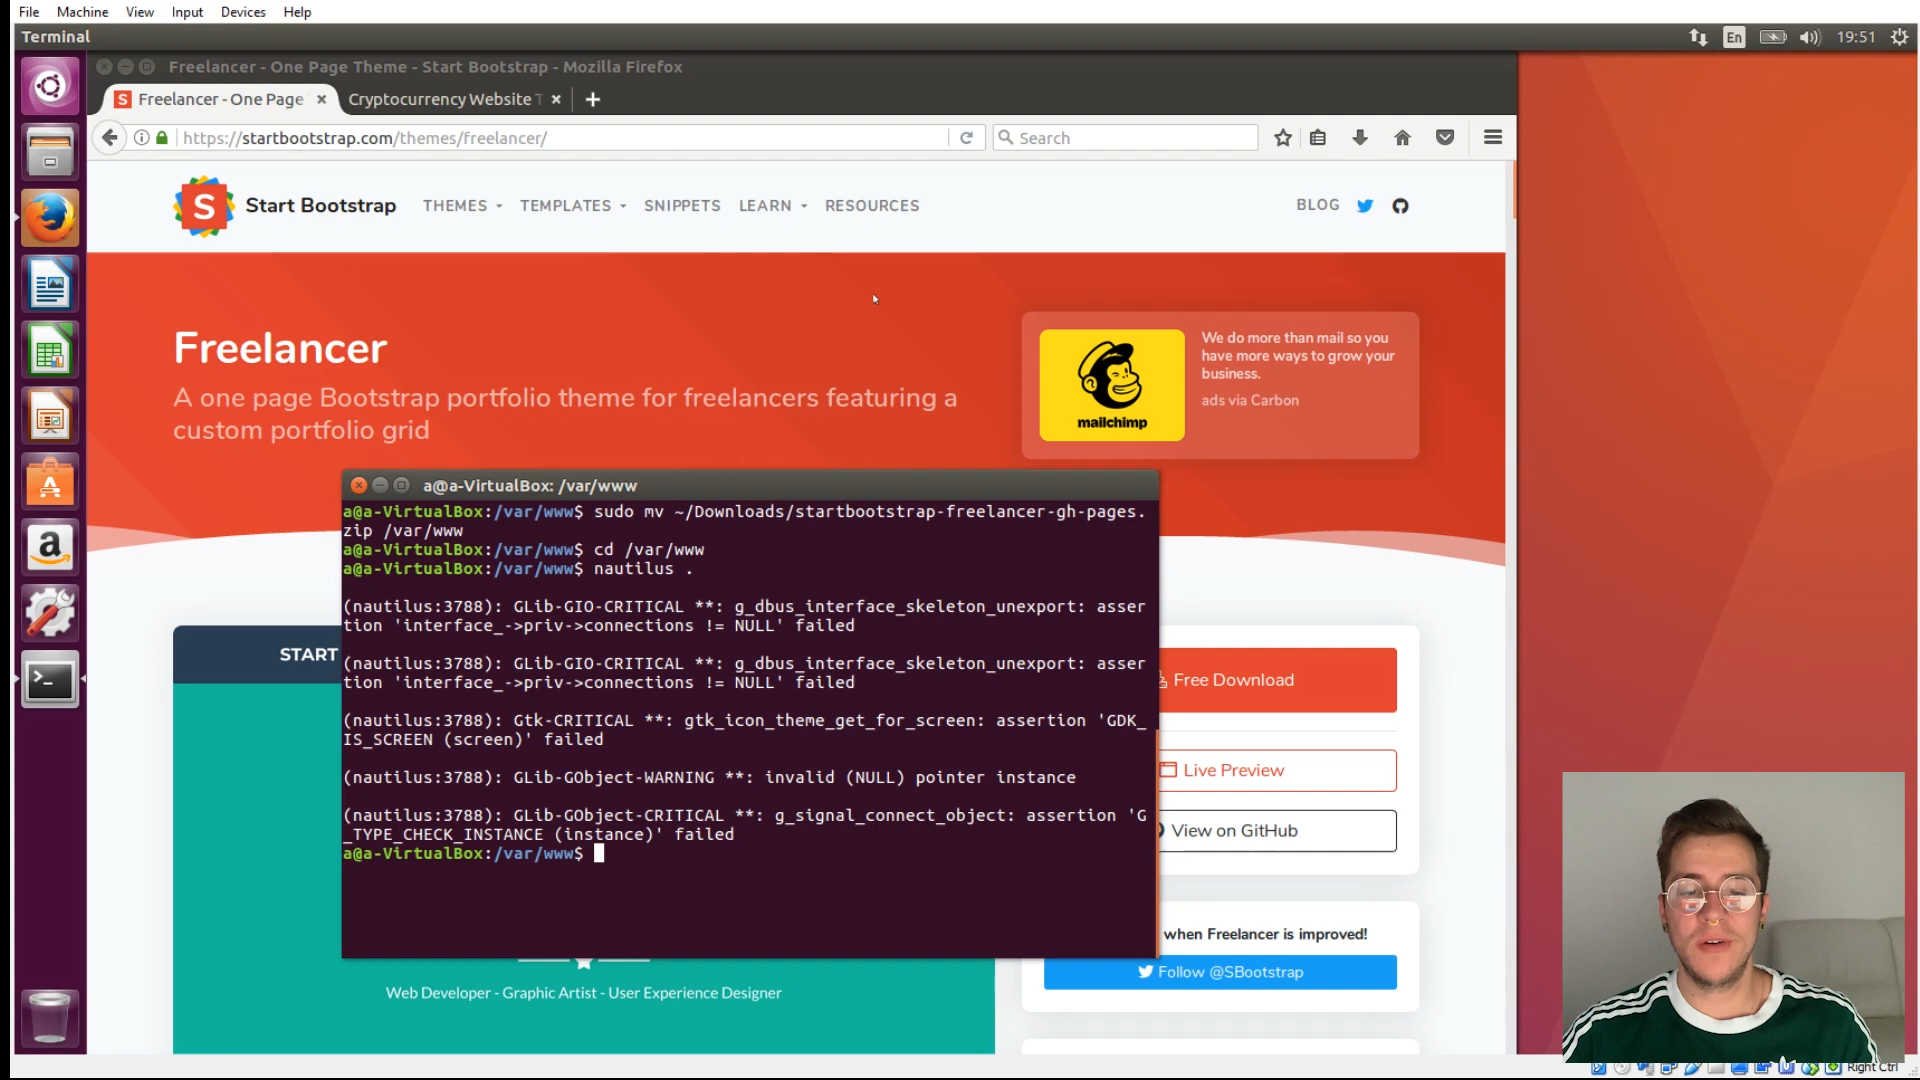 File Machine View Input Devices Help
Terminal
En
19:51
Freelancer - One Page Theme - Start Bootstrap - Mozilla Firefox
S Freelancer - One Page
Cryptocurrency Website T
https://startbootstrap.com/themes/freelancer/
Search
S Start Bootstrap THEMES TEMPLATES SNIPPETS LEARN RESOURCES BLOG
Freelancer
A one page Bootstrap portfolio theme for freelancers featuring a
custom portfolio grid
mailchimp
We do more than mail so you
have more ways to grow your
business.
ads via Carbon
a@a-VirtualBox: /var/www
a@a-VirtualBox:/var/www$ sudo mv ~/Downloads/startbootstrap-freelancer-gh-pages.
zip /var/www
a@a-VirtualBox:/var/www$ cd /var/www
a@a-VirtualBox:/var/www$ nautilus .
(nautilus:3788): GLib-GIO-CRITICAL **: g_dbus_interface_skeleton_unexport: asser
tion 'interface_->priv->connections != NULL' failed
(nautilus:3788): GLib-GIO-CRITICAL **: g_dbus_interface_skeleton_unexport: asser
tion 'interface_->priv->connections != NULL' failed
(nautilus:3788): Gtk-CRITICAL **: gtk_icon_theme_get_for_screen: assertion 'GDK_
IS_SCREEN (screen)' failed
(nautilus:3788): GLib-GObject-WARNING **: invalid (NULL) pointer instance
(nautilus:3788): GLib-GObject-CRITICAL **: g_signal_connect_object: assertion 'G
_TYPE_CHECK_INSTANCE (instance)' failed
a@a-VirtualBox:/var/www$
START
Free Download
Live Preview
View on GitHub
when Freelancer is improved!
Follow @SBootstrap
Web Developer - Graphic Artist - User Experience Designer
Right Ctrl